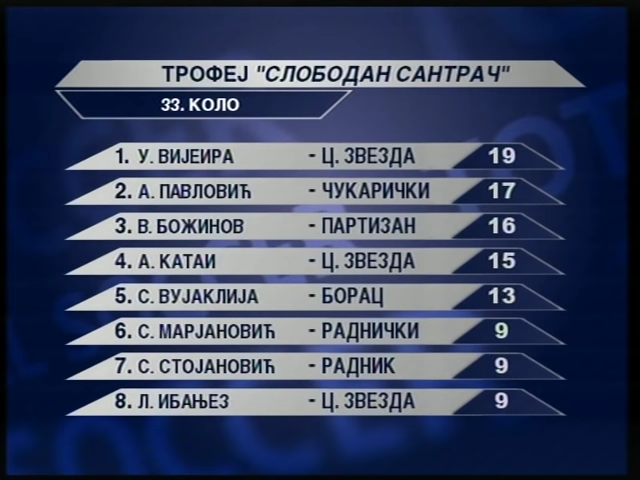 ТРОФЕЈ "СЛОБОДАН САНТРАЧ"
33. КОЛО
1. У. ВИЈЕИРА - Ц. ЗВЕЗДА 19
2. А. ПАВЛОВИЋ - ЧУКАРИЧКИ 17
3. В. БОЖИНОВ - ПАРТИЗАН 16
4. А. КАТАИ - Ц. ЗВЕЗДА 15
5. С. ВУЈАКЛИЈА - БОРАЦ 13
6. С. МАРЈАНОВИЋ - РАДНИЧКИ 9
7. С. СТОЈАНОВИЋ - РАДНИК 9
8. Л. ИБАЊЕЗ - Ц. ЗВЕЗДА 9